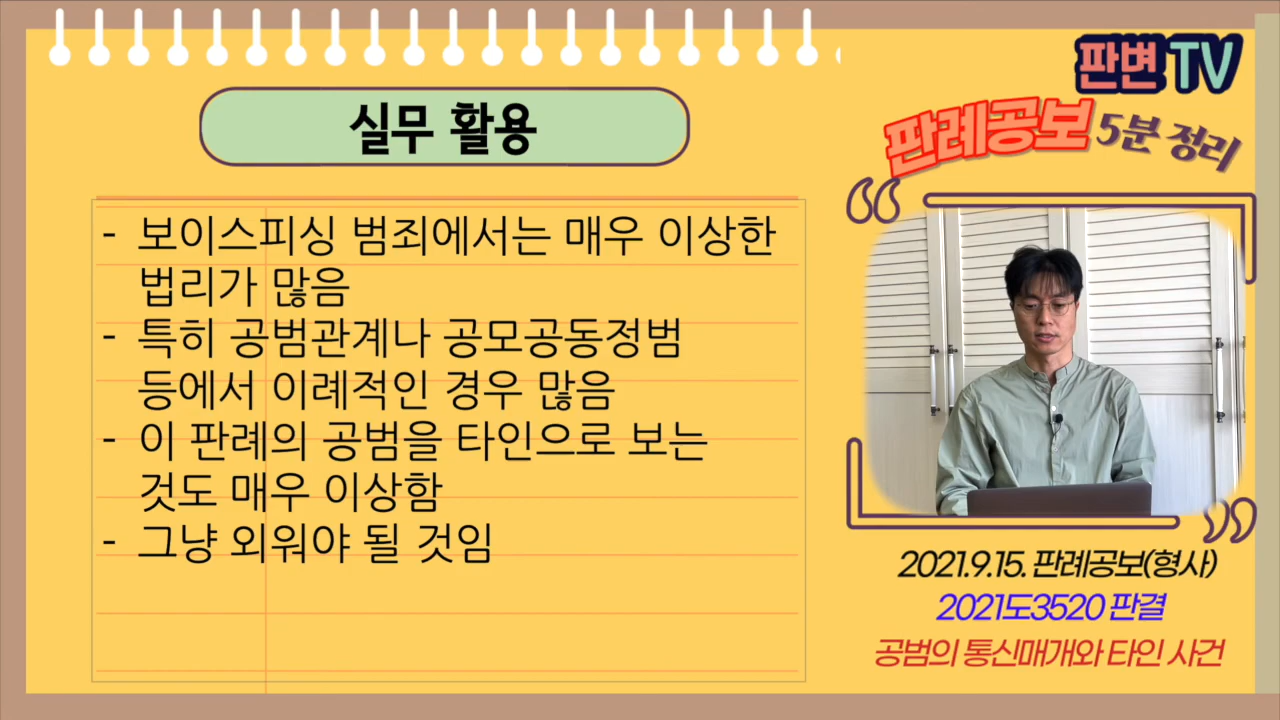 실무 활용
- 보이스피싱 범죄에서는 매우 이상한
법리가 많음
- 특히 공범관계나 공모공동정범
등에서 이례적인 경우 많음
- 이 판례의 공범을 타인으로 보는
것도 매우 이상함
- 그냥 외워야 될 것임
판변 TV
판례공보 5분 정리
2021.9.15. 판례공보(형사)
2021도3520 판결
공범의 통신매개와 타인 사건